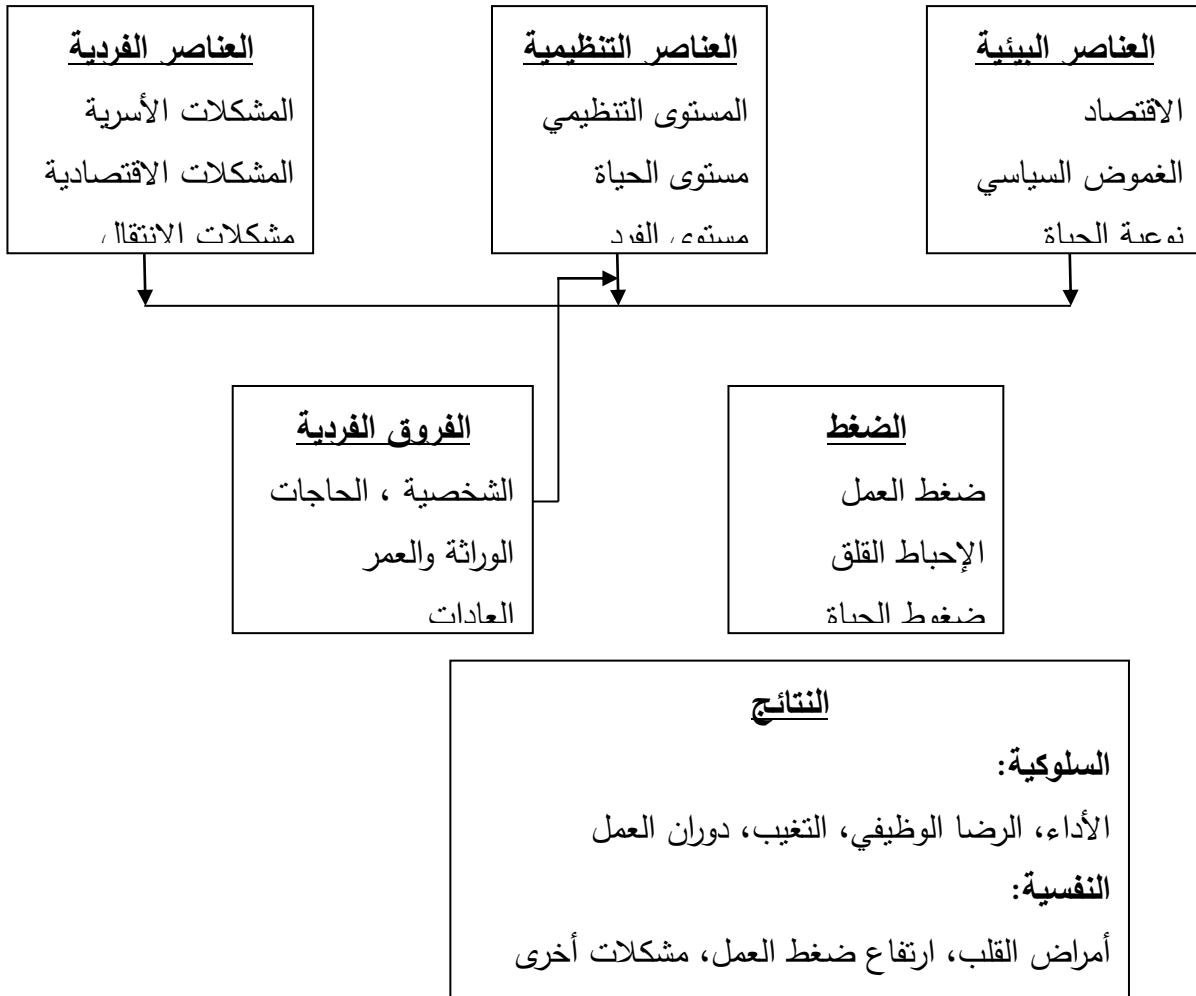 العناصر البيئية
الاقتصاد
الغموض السياسي
نوعية الحياة
العناصر التنظيمية
المستوى التنظيمي
مستوى الحياة
مستوى الفرد
العناصر الفردية
المشكلات الأسرية
المشكلات الاقتصادية
مشكلات الانتقال
الضغط
ضغط العمل
الإحباط القلق
ضغوط الحياة
الفروق الفردية
الشخصية ، الحاجات
الوراثة والعمر
العادات
النتائج
السلوكية:
الأداء، الرضا الوظيفي، التغيب، دوران العمل
النفسية:
أمراض القلب، ارتفاع ضغط العمل، مشكلات أخرى